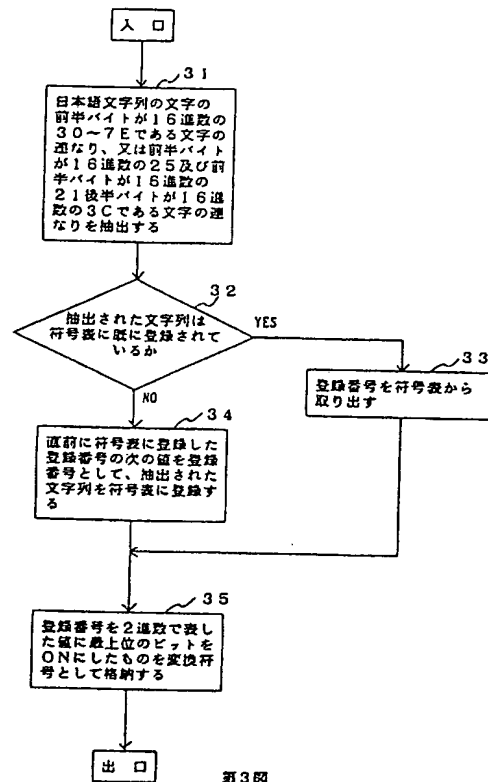 入口
31
日本語文字列の文字の
前半バイトが16進数の
30～7Eである文字の
連なり、又は前半バイト
が16進数の25及び前
半バイトが16進数の
21後半バイトが16進
数の3Cである文字の連
なりを抽出する
32
抽出された文字列は
符号表に既に登録されて
いるか
YES
33
登録番号を符号表から
取り出す
NO
34
直前に符号表に登録した
登録番号の次の値を登録
番号として、抽出された
文字列を符号表に登録す
る
35
登録番号を2進数で表し
た値に最上位のビットを
ONにしたものを変換符
号として格納する
出口
第3図